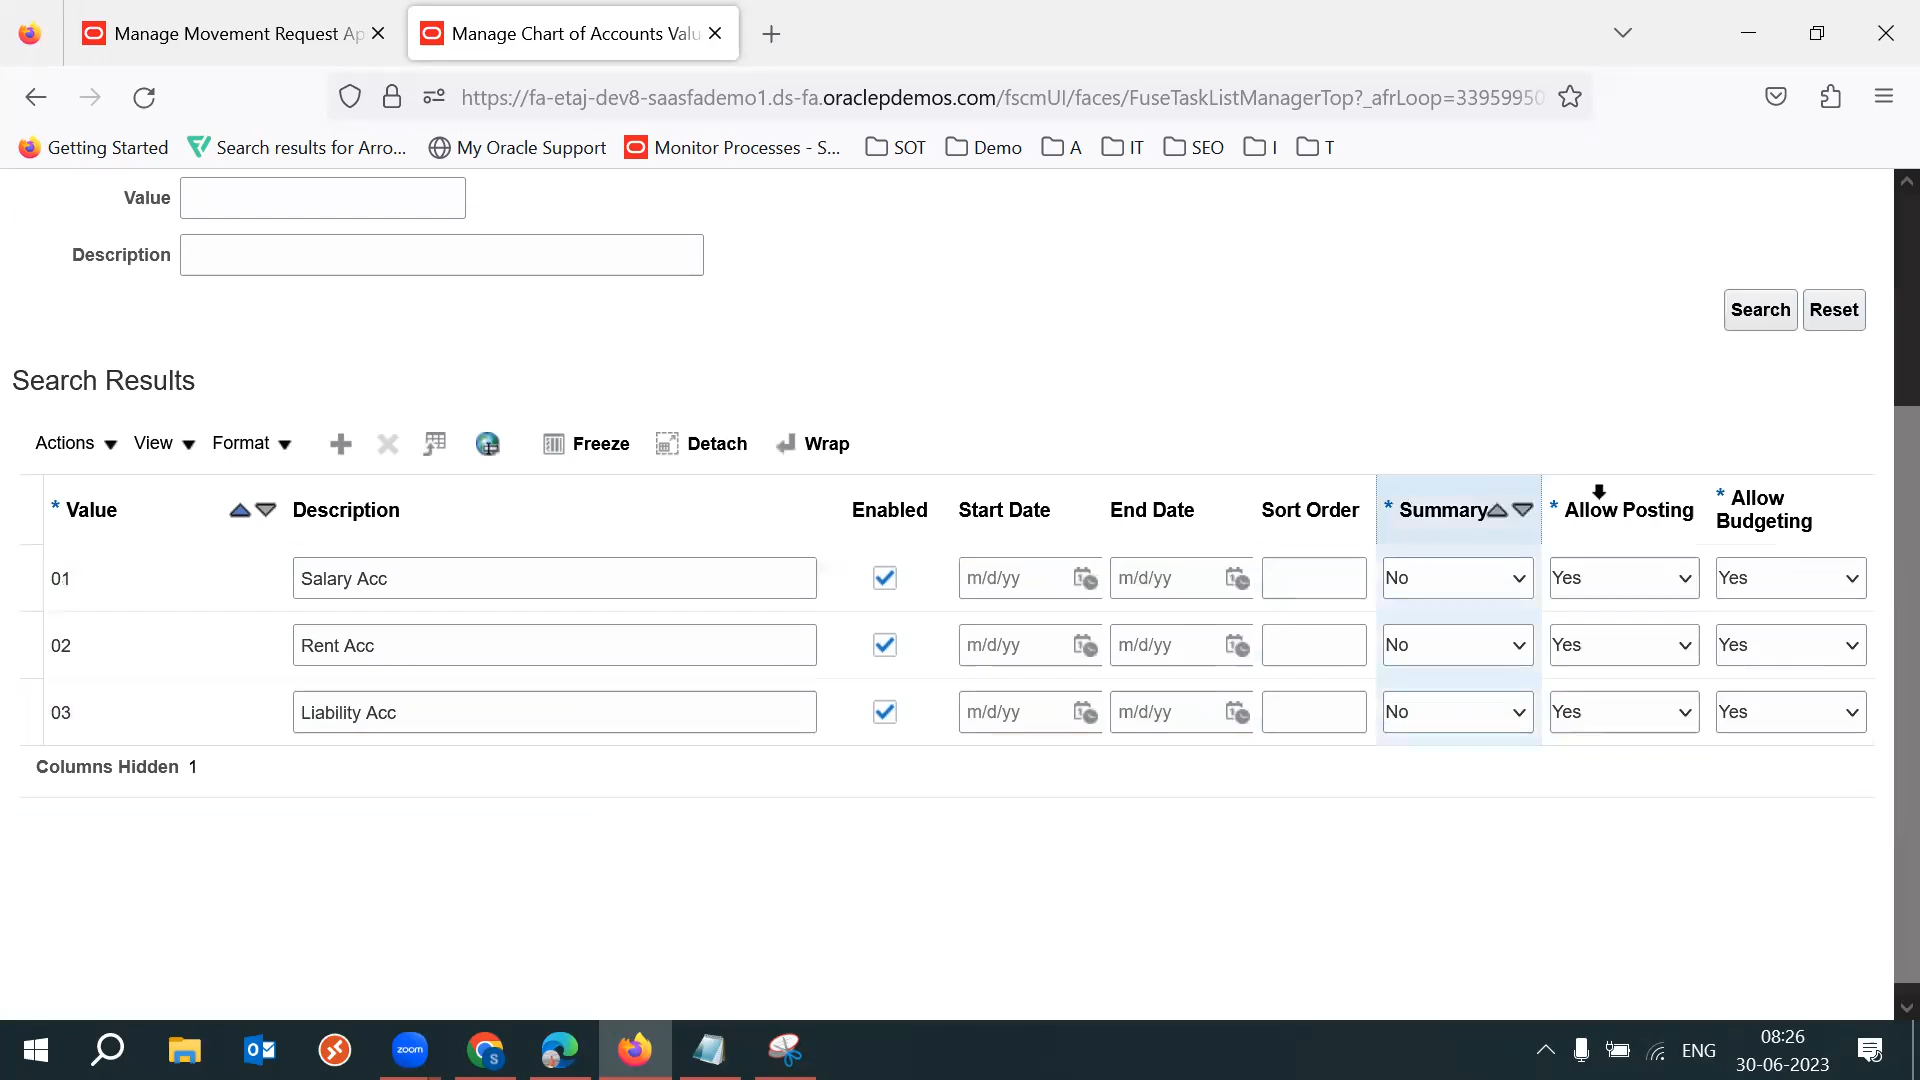 Manage Movement Request Ap
Manage Chart of Accounts Valu
https://fa-etaj-dev8-saasfademo1.ds-fa.oraclepdemos.com/fscmUI/faces/FuseTaskListManagerTop?_afrLoop=33959950
Getting Started
Search results for Arro...
My Oracle Support
Monitor Processes - S...
SOT
Demo
A
IT
SEO
I
T
Value
Description
Search Reset
Search Results
Actions View Format Freeze Detach Wrap
* Value Description Enabled Start Date End Date Sort Order * Summary * Allow Posting * Allow Budgeting
01 Salary Acc m/d/yy m/d/yy No Yes Yes
02 Rent Acc m/d/yy m/d/yy No Yes Yes
03 Liability Acc m/d/yy m/d/yy No Yes Yes
Columns Hidden 1
zoom
S
ENG
08:26
30-06-2023